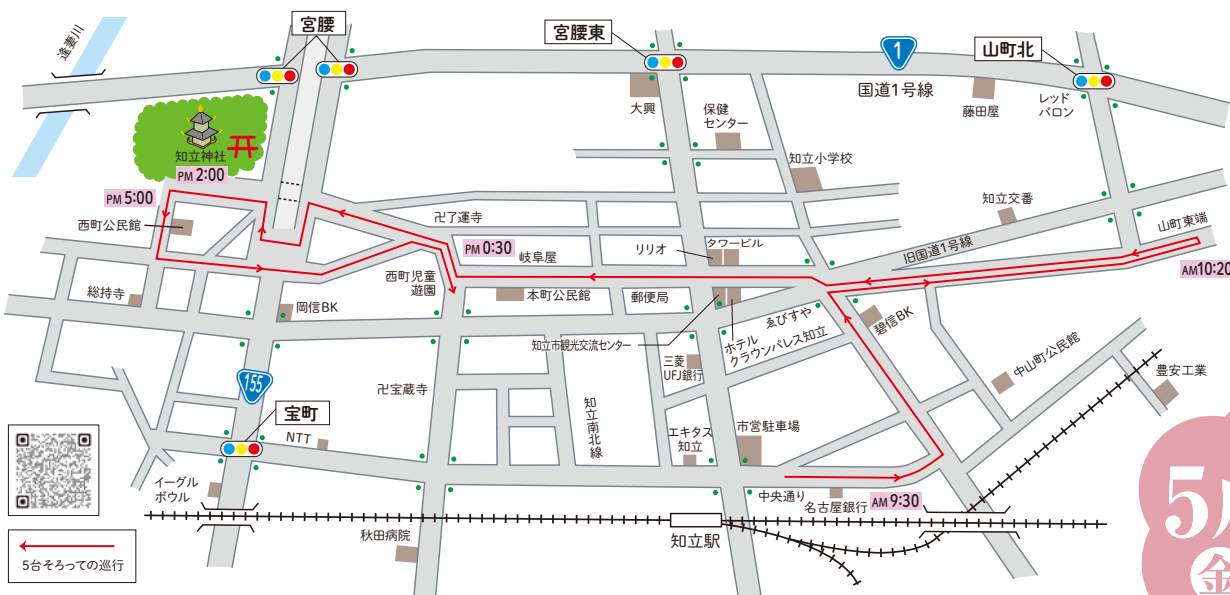 逢妻川
宮腰
宮腰東
1
国道1号線
山町北
大興
保健
センター
藤田屋
レッド
バロン
知立神社
PM 2:00
PM 5:00
西町公民館
卍了運寺
知立小学校
知立交番
山町東端
AM10:20
旧国道1号線
PM 0:30
岐阜屋
リリオ
タワービル
西町児童
遊園
本町公民館
郵便局
総持寺
岡信BK
知立市観光交流センター
ゑびすや
ホテル
クラウンパレス知立
碧信BK
三菱
UFJ銀行
中山町公民館
豊安工業
155
卍宝蔵寺
知立南北線
宝町
NTT
エキタス
知立
市営駐車場
イーグル
ボウル
中央通り
名古屋銀行
AM 9:30
秋田病院
知立駅
5台そろっての巡行
5
金